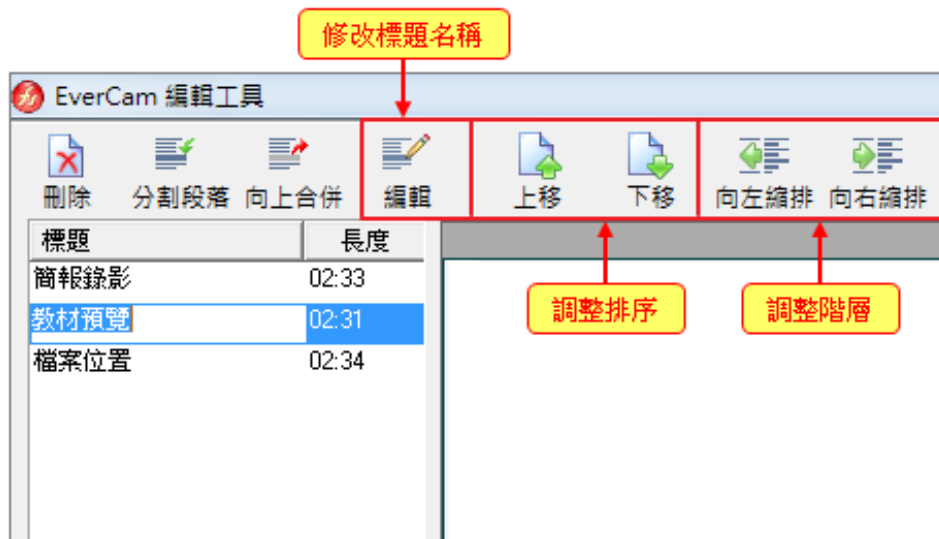 修改標題名稱
EverCam 編輯工具
刪除 分割段落 向上合併 編輯 上移 下移 向左縮排 向右縮排
標題 長度
簡報錄影 02:33
教材預覽 02:31
檔案位置 02:34
調整排序 調整階層